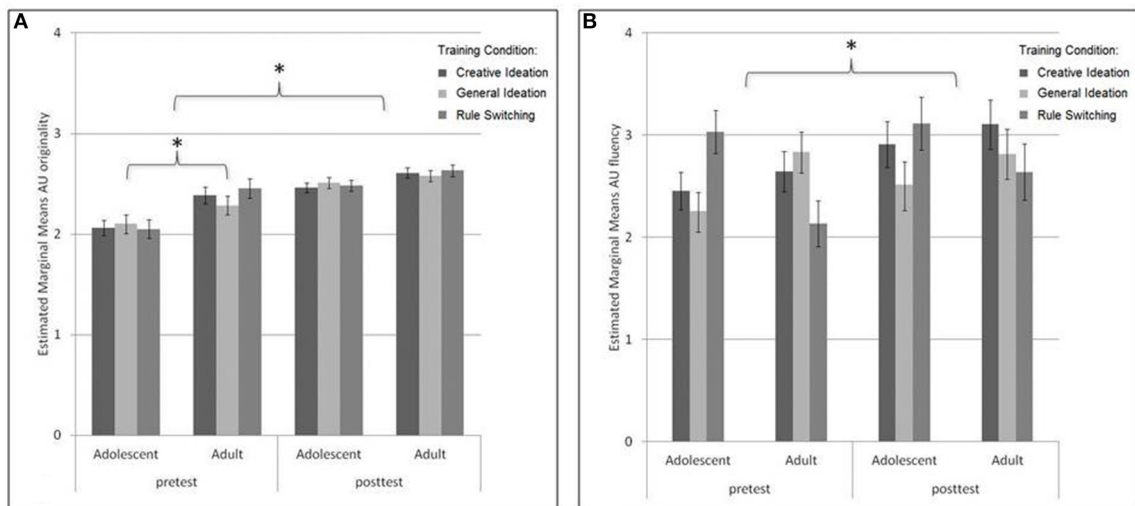 A
4
3
2
1
0
Estimated Marginal Means AU originality
*
*
Training Condition:
Creative Ideation
General Ideation
Rule Switching
Adolescent Adult Adolescent Adult
pretest posttest
B
4
3
2
1
0
Estimated Marginal Means AU fluency
*
Training Condition:
Creative Ideation
General Ideation
Rule Switching
Adolescent Adult Adolescent Adult
pretest posttest